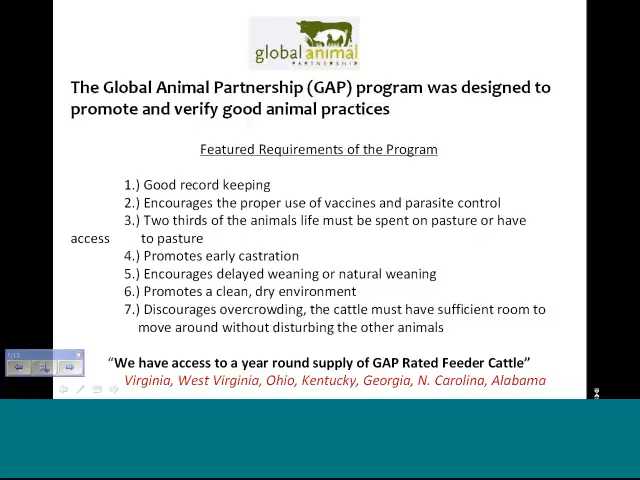 global animal
PARTNERSHIP
The Global Animal Partnership (GAP) program was designed to
promote and verify good animal practices
Featured Requirements of the Program
1.) Good record keeping
2.) Encourages the proper use of vaccines and parasite control
3.) Two thirds of the animals life must be spent on pasture or have
access to pasture
4.) Promotes early castration
5.) Encourages delayed weaning or natural weaning
6.) Promotes a clean, dry environment
7.) Discourages overcrowding, the cattle must have sufficient room to
move around without disturbing the other animals
“We have access to a year round supply of GAP Rated Feeder Cattle”
Virginia, West Virginia, Ohio, Kentucky, Georgia, N. Carolina, Alabama